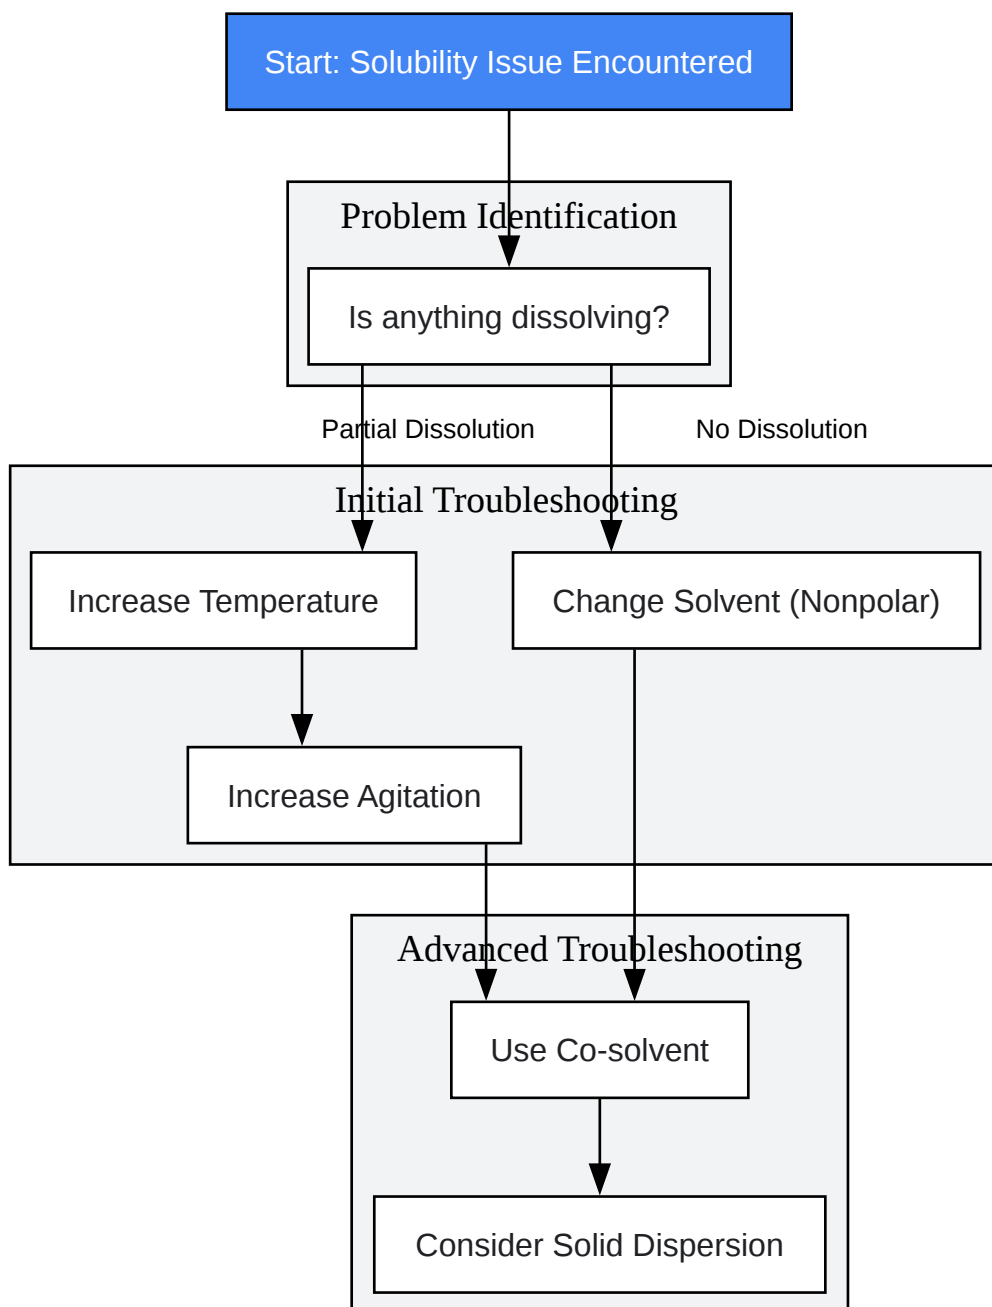 Start: Solubility Issue Encountered
Problem Identification
Is anything dissolving?
Partial Dissolution
No Dissolution
Initial Troubleshooting
Increase Temperature
Change Solvent (Nonpolar)
Increase Agitation
Advanced Troubleshooting
Use Co-solvent
Consider Solid Dispersion